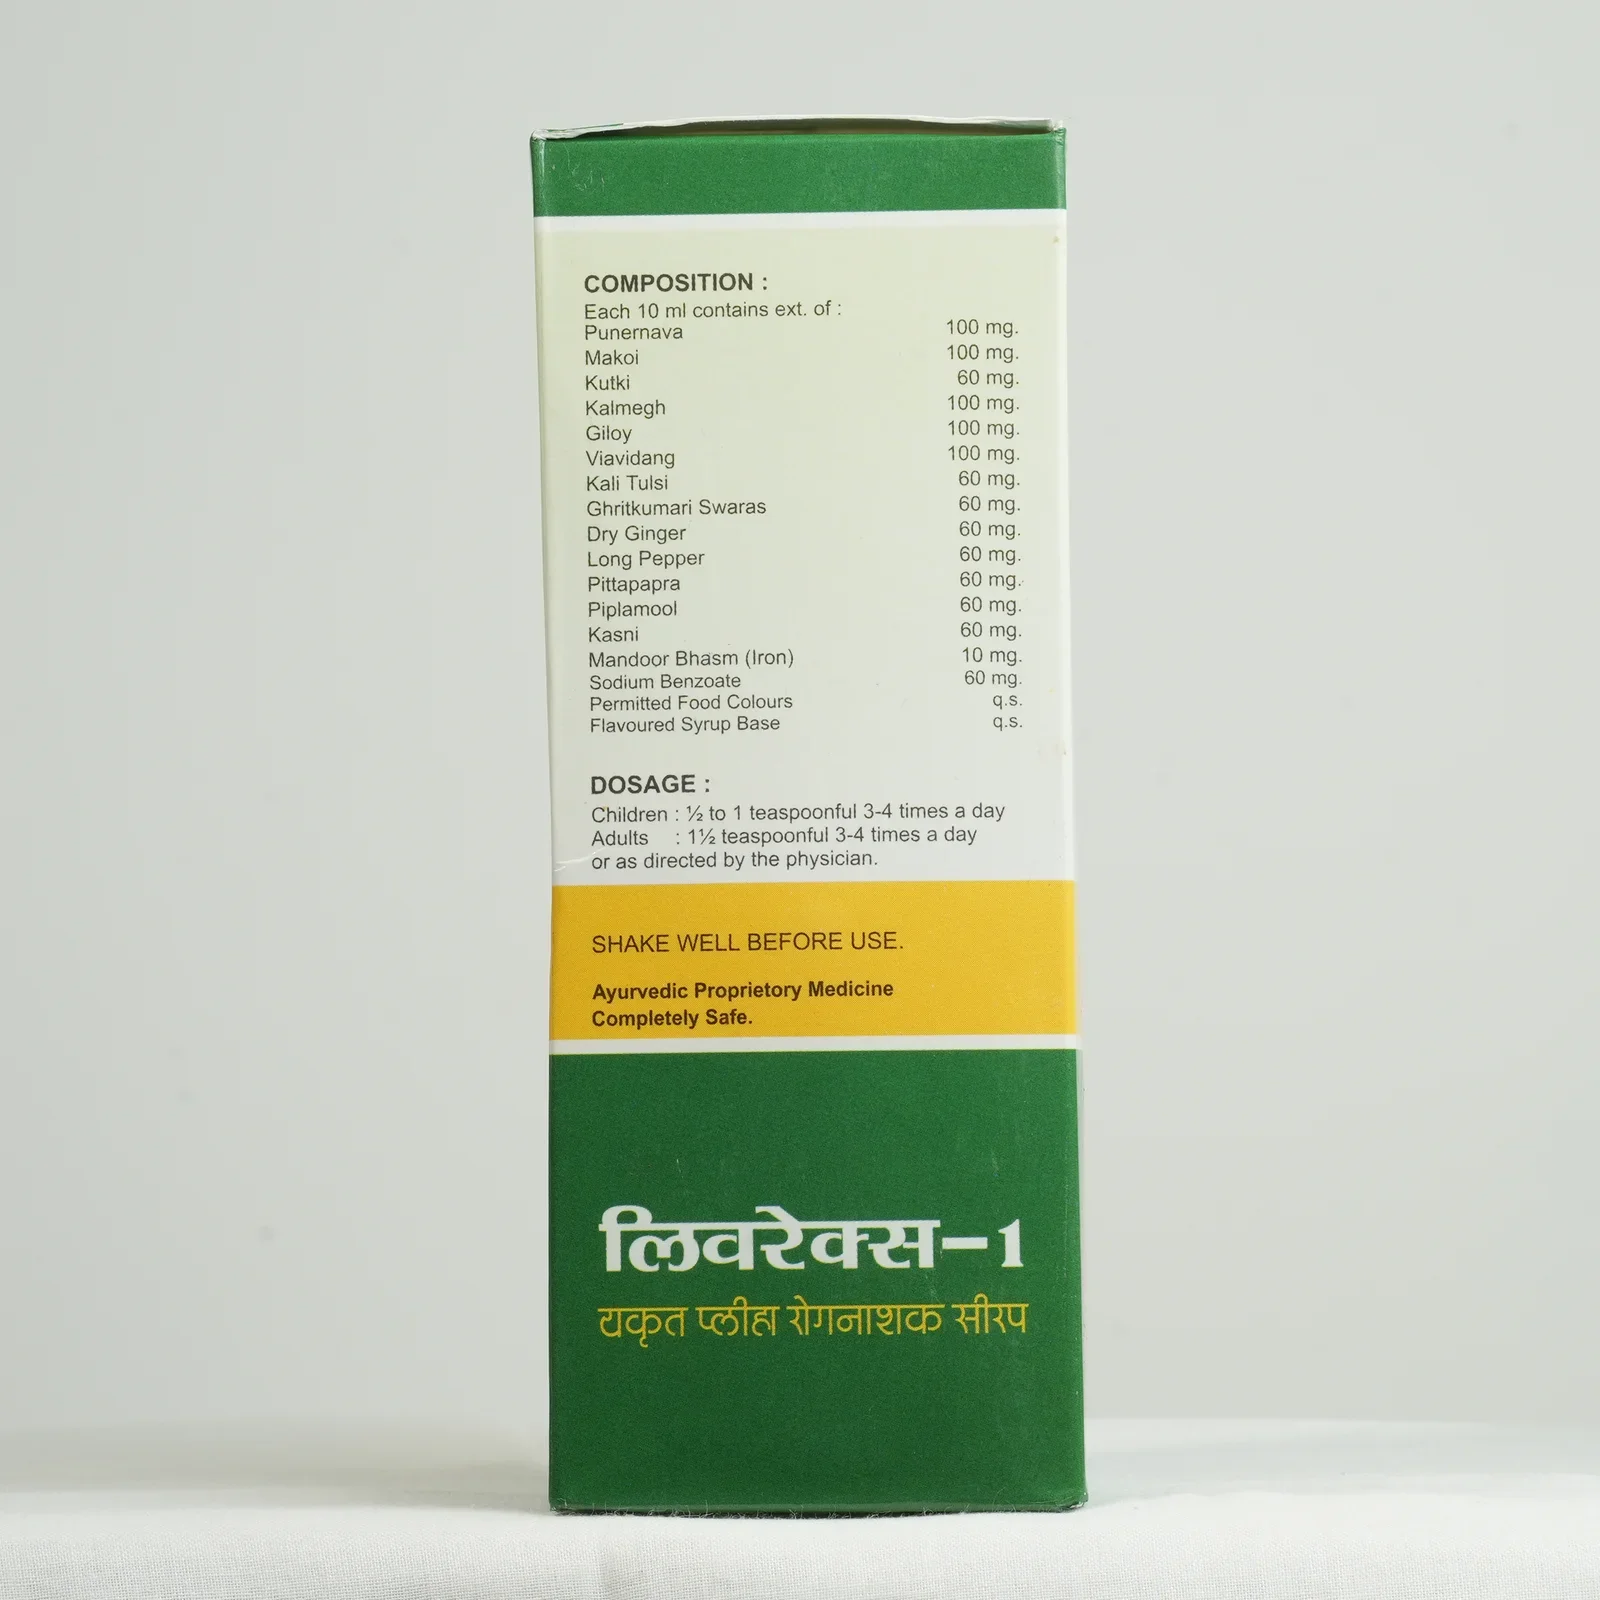 COMPOSITION :
Each 10 ml contains ext. of :
Punernava 100 mg.
Makoi 100 mg.
Kutki 60 mg.
Kalmegh 100 mg.
Giloy 100 mg.
Viavidang 100 mg.
Kali Tulsi 60 mg.
Ghritkumari Swaras 60 mg.
Dry Ginger 60 mg.
Long Pepper 60 mg.
Pittapapra 60 mg.
Piplamool 60 mg.
Kasni 60 mg.
Mandoor Bhasm (Iron) 10 mg.
Sodium Benzoate 60 mg.
Permitted Food Colours q.s.
Flavoured Syrup Base q.s.
DOSAGE :
Children : ½ to 1 teaspoonful 3-4 times a day
Adults : 1½ teaspoonful 3-4 times a day
or as directed by the physician.
SHAKE WELL BEFORE USE.
Ayurvedic Proprietory Medicine
Completely Safe.
लिवरेक्स-1
यकृत प्लीहा रोगनाशक सीरप